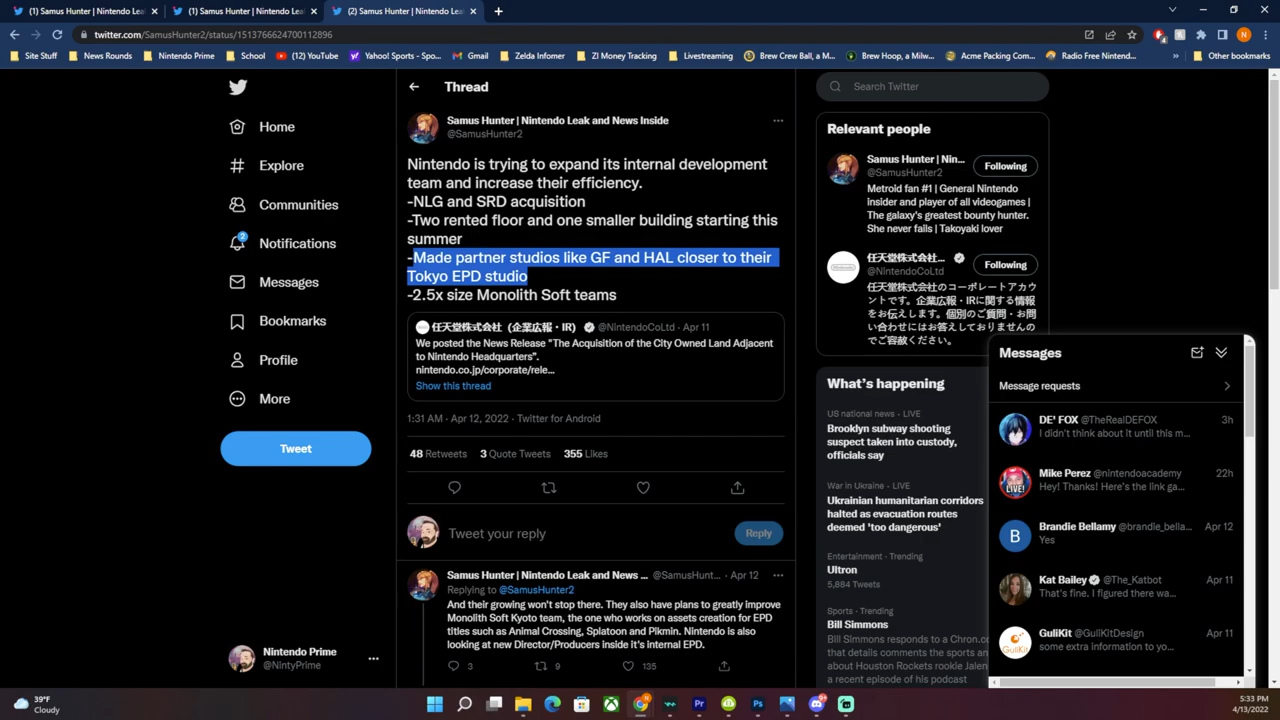 (1) Samus Hunter | Nintendo Lea
(1) Samus Hunter | Nintendo Lea
(2) Samus Hunter | Nintendo Lea
twitter.com/SamusHunter2/status/1513766624700112896
Site Stuff
News Rounds
Nintendo Prime
School
(12) YouTube
Yahoo! Sports - Spo...
Gmail
Zelda Infomer
ZI Money Tracking
Livestreaming
Brew Crew Ball, a M...
Brew Hoop, a Milw...
Acme Packing Com...
Radio Free Nintend...
Other bookmarks
Home
Explore
Communities
2
Notifications
Messages
Bookmarks
Profile
More
Tweet
Nintendo Prime
@NintyPrime
Thread
Samus Hunter | Nintendo Leak and News Inside
@SamusHunter2
Nintendo is trying to expand its internal development
team and increase their efficiency.
-NLG and SRD acquisition
-Two rented floor and one smaller building starting this
summer
-Made partner studios like GF and HAL closer to their
Tokyo EPD studio
-2.5x size Monolith Soft teams
任天堂株式会社（企業広報・IR） @NintendoCoLtd · Apr 11
We posted the News Release "The Acquisition of the City Owned Land Adjacent
to Nintendo Headquarters".
nintendo.co.jp/corporate/rele...
Show this thread
1:31 AM · Apr 12, 2022 · Twitter for Android
48 Retweets 3 Quote Tweets 355 Likes
Tweet your reply
Reply
Samus Hunter | Nintendo Leak and News ... @SamusHunt... · Apr 12
Replying to @SamusHunter2
And their growing won't stop there. They also have plans to greatly improve
Monolith Soft Kyoto team, the one who works on assets creation for EPD
titles such as Animal Crossing, Splatoon and Pikmin. Nintendo is also
looking at new Director/Producers inside it's internal EPD.
3 9 135
Search Twitter
Relevant people
Samus Hunter | Nin...
@SamusHunter2
Following
Metroid fan #1 | General Nintendo
insider and player of all videogames |
The galaxy's greatest bounty hunter.
She never fails | Takoyaki lover
任天堂株式会社...
@NintendoCoLtd
Following
任天堂株式会社のコーポレートアカウ
ントです。企業広報・IRに関する情報
をお伝えします。個別のご質問・お問
い合わせにはお答えしておりませんの
でご容赦ください。
What's happening
US national news · LIVE
Brooklyn subway shooting
suspect taken into custody,
officials say
War in Ukraine · LIVE
Ukrainian humanitarian corridors
halted as evacuation routes
deemed 'too dangerous'
Entertainment · Trending
Ultron
5,884 Tweets
Sports · Trending
Bill Simmons
Bill Simmons responds to a Chron.co
that details comments the sports an
about Houston Rockets rookie Jalen
a recent episode of his podcast
Messages
Message requests
DE' FOX @TheRealDEFOX 3h
I didn't think about it until this m...
Mike Perez @nintendoacademy 22h
Hey! Thanks! Here's the link ga...
B
Brandie Bellamy @brandie_bella... Apr 12
Yes
Kat Bailey @The_Katbot Apr 11
That's fine. I figured there wa...
GuliKit @GuliKitDesign Apr 11
some extra information to yo...
39°F
Cloudy
5:33 PM
4/13/2022